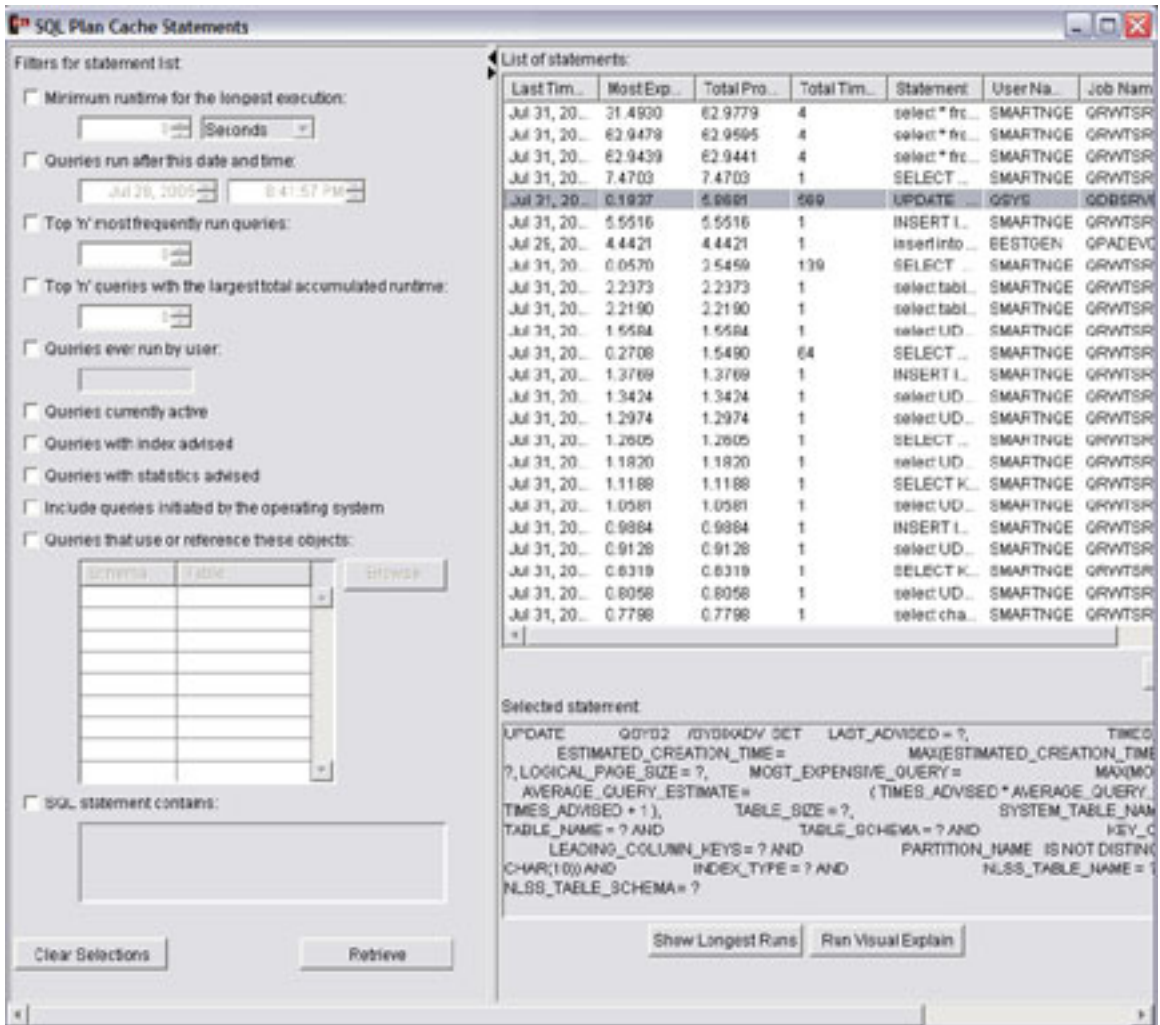 SQL Plan Cache Statements
Filters for statement list:
Minimum runtime for the longest execution:
Seconds
Queries run after this date and time:
Jul 28, 2005 8:41:57 PM
Top 'n' most frequently run queries:
Top 'n' queries with the largest total accumulated runtime:
Queries ever run by user:
Queries currently active
Queries with index advised
Queries with statistics advised
Include queries initiated by the operating system
Queries that use or reference these objects:
Schema Table Browse
SQL statement contains:
Clear Selections Retrieve
List of statements:
Last Tim... Most Exp... Total Pro... Total Tim... Statement User Na... Job Nam
Jul 31, 20... 31.4930 62.9779 4 select * fro... SMARTNGE QRWTSR
Jul 31, 20... 62.9478 62.9595 4 select * fro... SMARTNGE QRWTSR
Jul 31, 20... 62.9439 62.9441 4 select * fro... SMARTNGE QRWTSR
Jul 31, 20... 7.4703 7.4703 1 SELECT ... SMARTNGE QRWTSR
Jul 31, 20... 0.1937 569 UPDATE ... QSYS QDBSRV
Jul 31, 20... 5.5516 5.5516 1 INSERT I... SMARTNGE QRWTSR
4.4421 4.4421 1 insert into ... BESTGEN QPADEV
Jul 31, 20... 0.0570 2.5459 139 SELECT ... SMARTNGE QRWTSR
Jul 31, 20... 2.2373 2.2373 1 select tabl... SMARTNGE QRWTSR
Jul 31, 20... 2.2190 2.2190 1 select tabl... SMARTNGE QRWTSR
Jul 31, 20... 1.5584 1.5584 1 select UD... SMARTNGE QRWTSR
Jul 31, 20... 0.2708 1.5490 64 SELECT ... SMARTNGE QRWTSR
Jul 31, 20... 1.3769 1.3769 1 INSERT I... SMARTNGE QRWTSR
Jul 31, 20... 1.3424 1.3424 1 select UD... SMARTNGE QRWTSR
Jul 31, 20... 1.2974 1.2974 1 select UD... SMARTNGE QRWTSR
Jul 31, 20... 1.2605 1.2605 1 SELECT ... SMARTNGE QRWTSR
Jul 31, 20... 1.1820 1.1820 1 select UD... SMARTNGE QRWTSR
Jul 31, 20... 1.1188 1.1188 1 SELECT K... SMARTNGE QRWTSR
Jul 31, 20... 1.0581 1.0581 1 select UD... SMARTNGE QRWTSR
Jul 31, 20... 0.9884 0.9884 1 INSERT I... SMARTNGE QRWTSR
Jul 31, 20... 0.9128 0.9128 1 select UD... SMARTNGE QRWTSR
Jul 31, 20... 0.8319 0.8319 1 SELECT K... SMARTNGE QRWTSR
Jul 31, 20... 0.8058 0.8058 1 select UD... SMARTNGE QRWTSR
Jul 31, 20... 0.7798 0.7798 1 select cha... SMARTNGE QRWTSR
Selected statement:
UPDATE QSYS2 /SYSIXADV SET LAST_ADVISED = ?, TIMES
ESTIMATED_CREATION_TIME = MAX(ESTIMATED_CREATION_TIME
?, LOGICAL_PAGE_SIZE = ?, MOST_EXPENSIVE_QUERY = MAX(MO
AVERAGE_QUERY_ESTIMATE = ( TIMES_ADVISED * AVERAGE_QUERY_
TIMES_ADVISED + 1 ), TABLE_SIZE = ?, SYSTEM_TABLE_NAM
TABLE_NAME = ? AND TABLE_SCHEMA = ? AND KEY_C
LEADING_COLUMN_KEYS = ? AND PARTITION_NAME IS NOT DISTINC
CHAR(10)) AND INDEX_TYPE = ? AND NLSS_TABLE_NAME = ?
NLSS_TABLE_SCHEMA = ?
Show Longest Runs Run Visual Explain